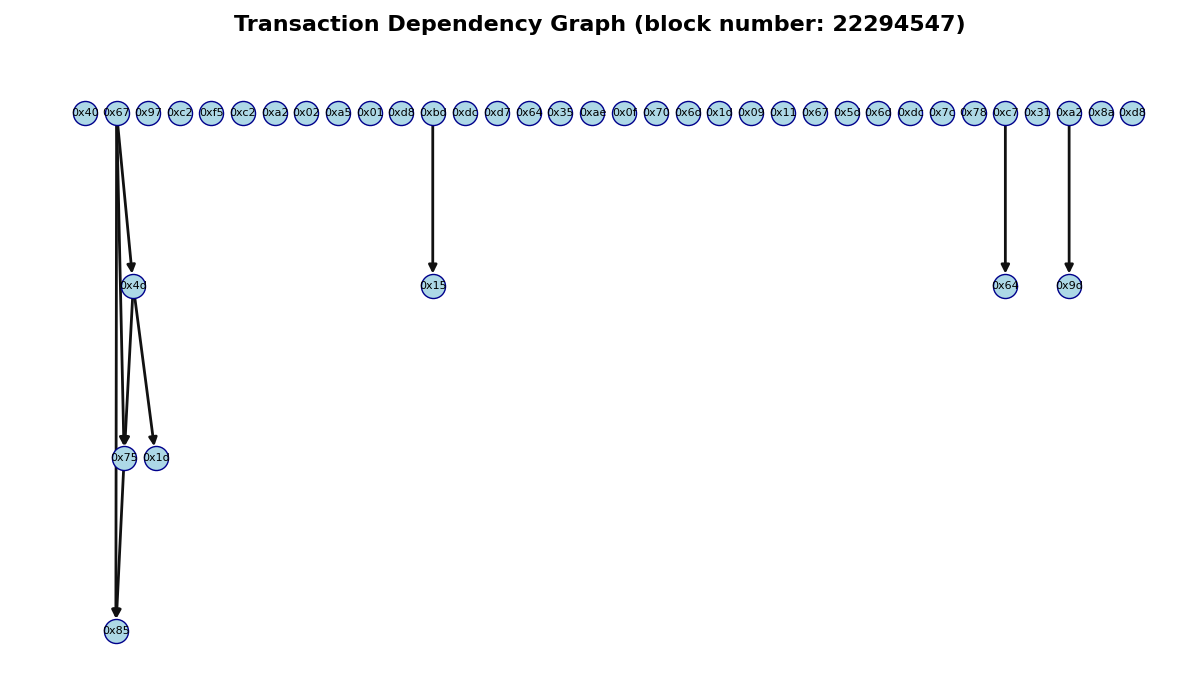 Transaction Dependency Graph (block number: 22294547)
0x40 0x67 0x97 0xc2 0xf5 0xc2 0xa2 0x02 0xa5 0x01 0xd8 0xbd 0xdc 0xd7 0x64 0x35 0xae 0x0f 0x70 0x6d 0x1d 0x09 0x11 0x67 0x5d 0x6d 0xdc 0x7c 0x78 0xc7 0x31 0xa2 0x8a 0xd8
0x4d 0x15 0x64 0x9d
0x75 0x1d
0x85